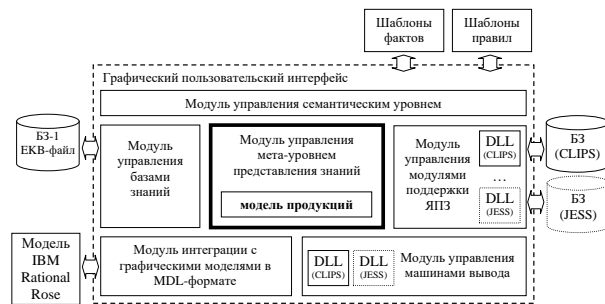 Шаблоны
фактов
Шаблоны
правил
Графический пользовательский интерфейс
Модуль управления семантическим уровнем
БЗ-1
EKB-файл
Модуль
управления
базами
знаний
Модуль управления
мета-уровнем
представления знаний
модель продукций
Модуль
управления
модулями
поддержки
ЯПЗ
DLL
(CLIPS)
…
DLL
(JESS)
БЗ
(CLIPS)
БЗ
(JESS)
Модель
IBM
Rational
Rose
Модуль интеграции с
графическими моделями в
MDL-формате
DLL
(CLIPS)
DLL
(JESS)
Модуль управления
машинами вывода